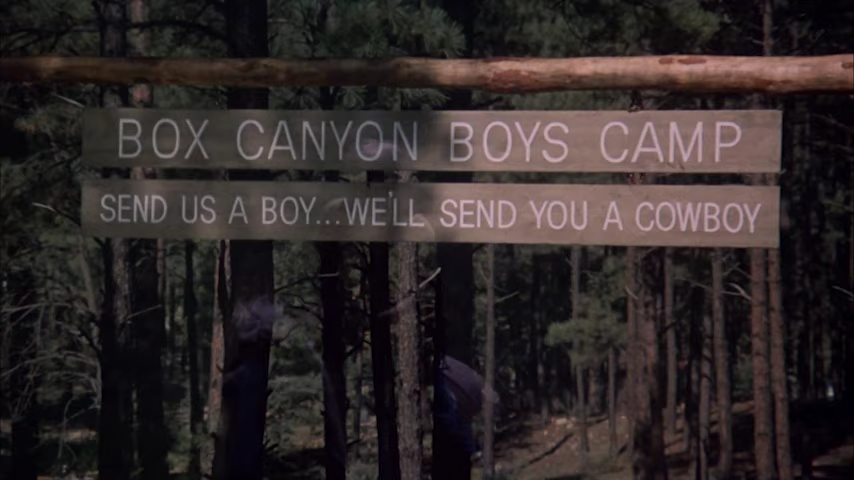 BOX CANYON BOYS CAMP
SEND US A BOY...WE'LL SEND YOU A COWBOY